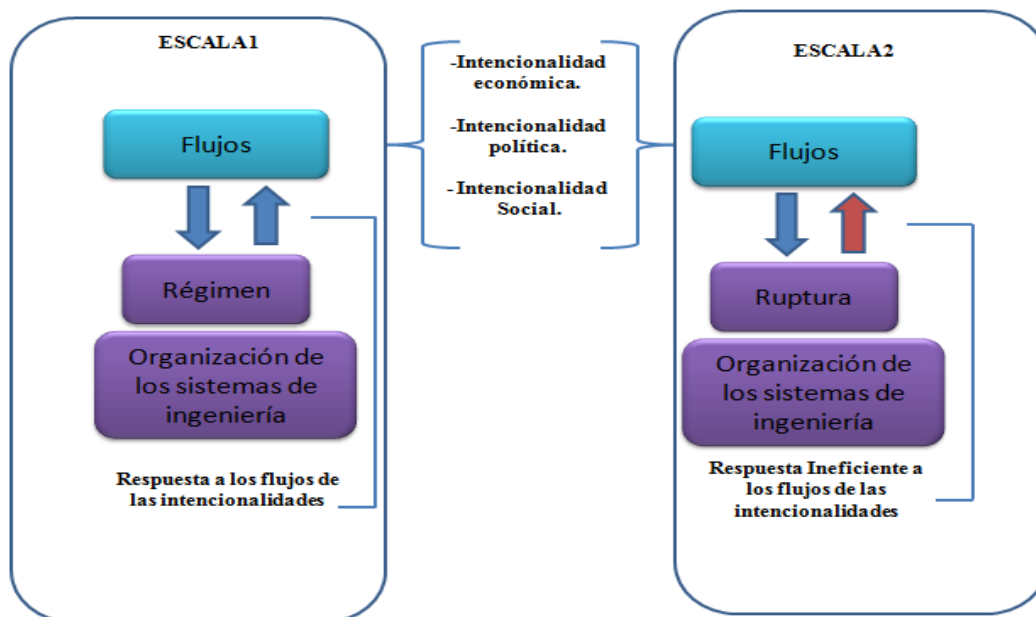 ESCALA1
Flujos
Régimen
Organización de
los sistemas de
ingeniería
Respuesta a los flujos de
las intencionalidades
-Intencionalidad
económica.
-Intencionalidad
política.
- Intencionalidad
Social.
ESCALA2
Flujos
Ruptura
Organización de
los sistemas de
ingeniería
Respuesta Ineficiente a
los flujos de las
intencionalidades